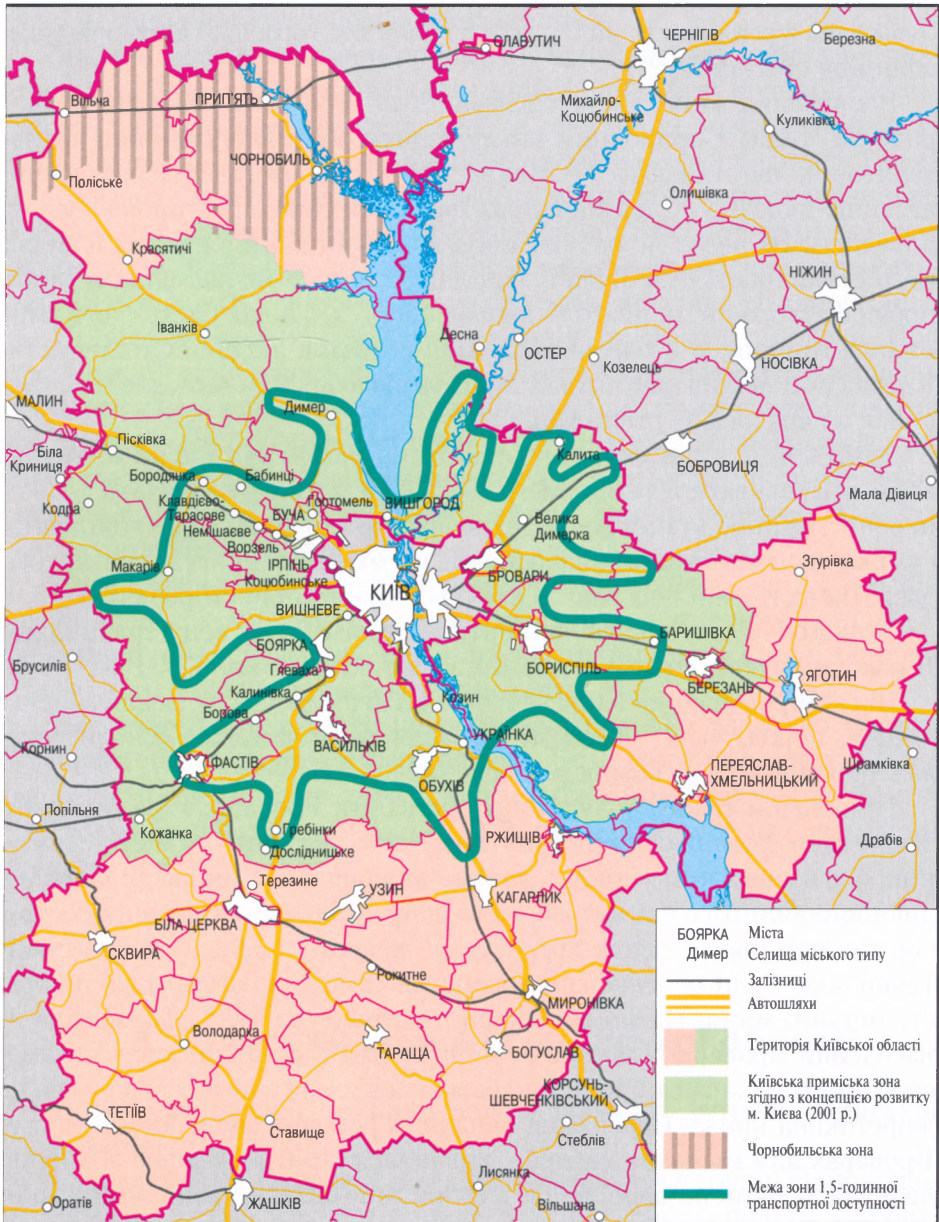 СЛАВУТИЧ
ЧЕРНІГІВ
Березна
Вільча
ПРИП'ЯТЬ
Михайло-
Коцюбинське
Куликівка
ЧОРНОБИЛЬ
Поліське
Олишівка
Красятичі
НІЖИН
Іванків
Десна
ОСТЕР
Козелець
НОСІВКА
МАЛИН
Димер
Пісківка
Калита
БОБРОВИЦЯ
Біла
Криниця
Бородянка
Бабинці
Мала Дівиця
Кодра
Клавдієво-
Тарасове
Гостомель
ВИШГОРОД
БУЧА
Велика
Димерка
Немішаєве
Ворзель
Згурівка
Макарів
ІРПІНЬ
Коцюбинське
БРОВАРИ
КИЇВ
ВИШНЕВЕ
БОЯРКА
БАРИШІВКА
Брусилів
Глеваха
БОРИСПІЛЬ
БЕРЕЗАНЬ
ЯГОТИН
Калинівка
Козин
Борова
ВАСИЛЬКІВ
УКРАЇНКА
Корнин
ФАСТІВ
ОБУХІВ
ПЕРЕЯСЛАВ-
ХМЕЛЬНИЦЬКИЙ
Шрамківка
Попільня
Кожанка
Гребінки
РЖИЩІВ
Драбів
Дослідницьке
Терезине
УЗИН
КАГАРЛИК
БІЛА ЦЕРКВА
СКВИРА
Рокитне
МИРОНІВКА
Володарка
ТАРАЩА
БОГУСЛАВ
КОРСУНЬ-
ШЕВЧЕНКІВСЬКИЙ
ТЕТІЇВ
Ставище
Стеблів
Лисянка
Оратів
ЖАШКІВ
Вільшана
БОЯРКА Міста
Димер Селища міського типу
Залізниці
Автошляхи
Територія Київської області
Київська приміська зона
згідно з концепцією розвитку
м. Києва (2001 р.)
Чорнобильська зона
Межа зони 1,5-годинної
транспортної доступності